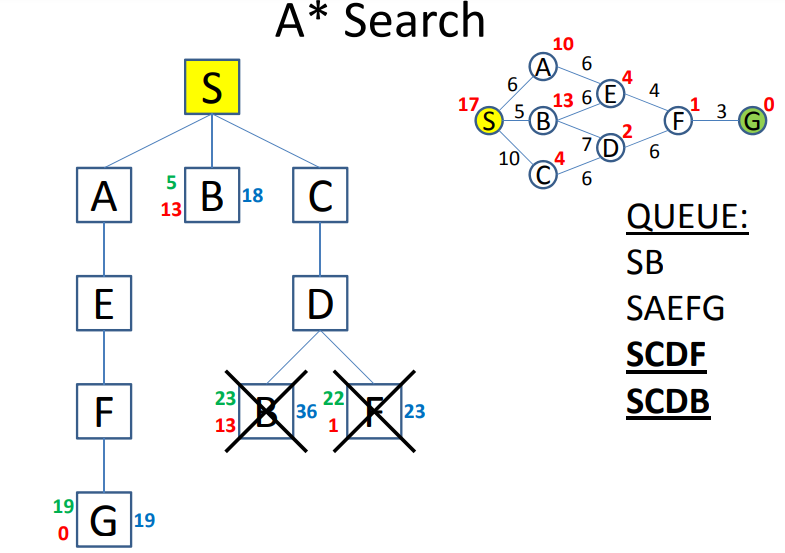 A* Search
S
A
5
13
B
18
C
E
D
23
13
B
36
22
1
F
23
F
19
0
G
19
10
A
6
4
6
E
4
17
S
5
13
B
6
1
F
3
0
G
7
2
D
6
10
4
C
6
QUEUE:
SB
SAEFG
SCDF
SCDB